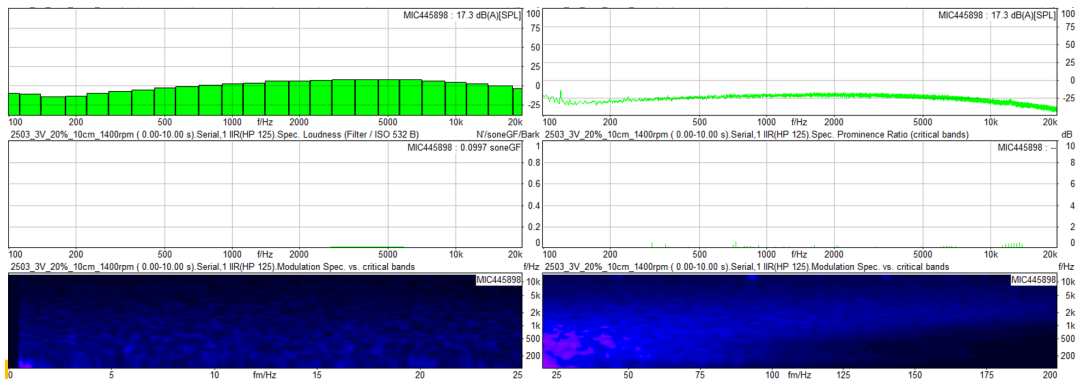 MIC445898 : 17.3 dB(A)[SPL]
100
75
50
25
0
-25
100 200 500 1000 f/Hz 2000 5000 10k 20k
MIC445898 : 17.3 dB(A)[SPL]
100
75
50
25
0
-25
100 200 500 1000 f/Hz 2000 5000 10k 20k
2503_3V_20%_10cm_1400rpm ( 0.00-10.00 s).Serial,1 IIR(HP 125).Spec. Loudness (Filter / ISO 532 B) N'/soneGF/Bark
MIC445898 : 0.0997 soneGF
1
0.8
0.6
0.4
0.2
0
100 200 500 1000 f/Hz 2000 5000 10k 20k
2503_3V_20%_10cm_1400rpm ( 0.00-10.00 s).Serial,1 IIR(HP 125).Spec. Prominence Ratio (critical bands) dB
MIC445898 : --
10
8
6
4
2
0
100 200 500 1000 f/Hz 2000 5000 10k 20k
2503_3V_20%_10cm_1400rpm ( 0.00-10.00 s).Serial,1 IIR(HP 125).Modulation Spec. vs. critical bands f/Hz
MIC445898
10k
5k
2k
1k
500
200
0 5 10 fm/Hz 15 20 25
2503_3V_20%_10cm_1400rpm ( 0.00-10.00 s).Serial,1 IIR(HP 125).Modulation Spec. vs. critical bands f/Hz
MIC445898
10k
5k
2k
1k
500
200
25 50 75 100 fm/Hz 125 150 175 200